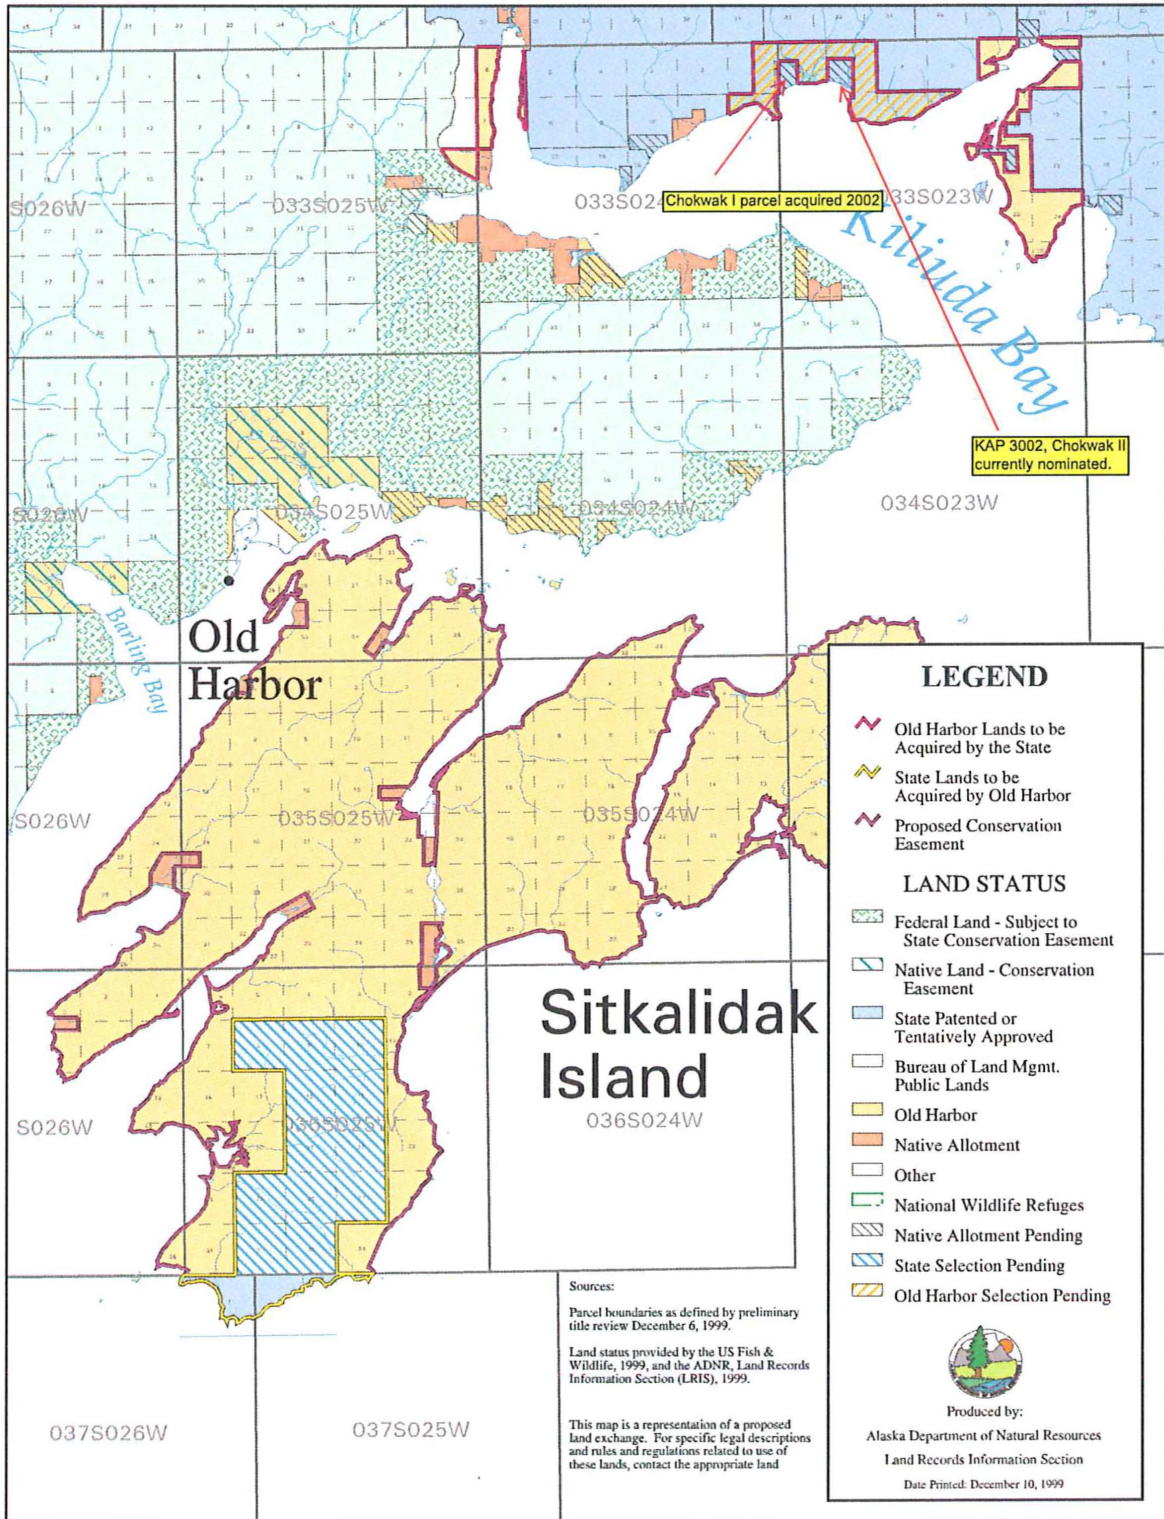 S026W
033S025W
033S024
Chokwak I parcel acquired 2002
33S023W
Kiliuda Bay
KAP 3002, Chokwak II
currently nominated.
S026W
034S025W
034S024W
034S023W
Barling Bay
Old
Harbor
S026W
035S025W
035S024W
Sitkalidak
Island
S026W
036S025W
036S024W
037S026W
037S025W
LEGEND
Old Harbor Lands to be
Acquired by the State
State Lands to be
Acquired by Old Harbor
Proposed Conservation
Easement
LAND STATUS
Federal Land - Subject to
State Conservation Easement
Native Land - Conservation
Easement
State Patented or
Tentatively Approved
Bureau of Land Mgmt.
Public Lands
Old Harbor
Native Allotment
Other
National Wildlife Refuges
Native Allotment Pending
State Selection Pending
Old Harbor Selection Pending
Produced by:
Alaska Department of Natural Resources
Land Records Information Section
Date Printed: December 10, 1999
Sources:
Parcel boundaries as defined by preliminary
title review December 6, 1999.
Land status provided by the US Fish &
Wildlife, 1999, and the ADNR, Land Records
Information Section (LRIS), 1999.
This map is a representation of a proposed
land exchange. For specific legal descriptions
and rules and regulations related to use of
these lands, contact the appropriate land